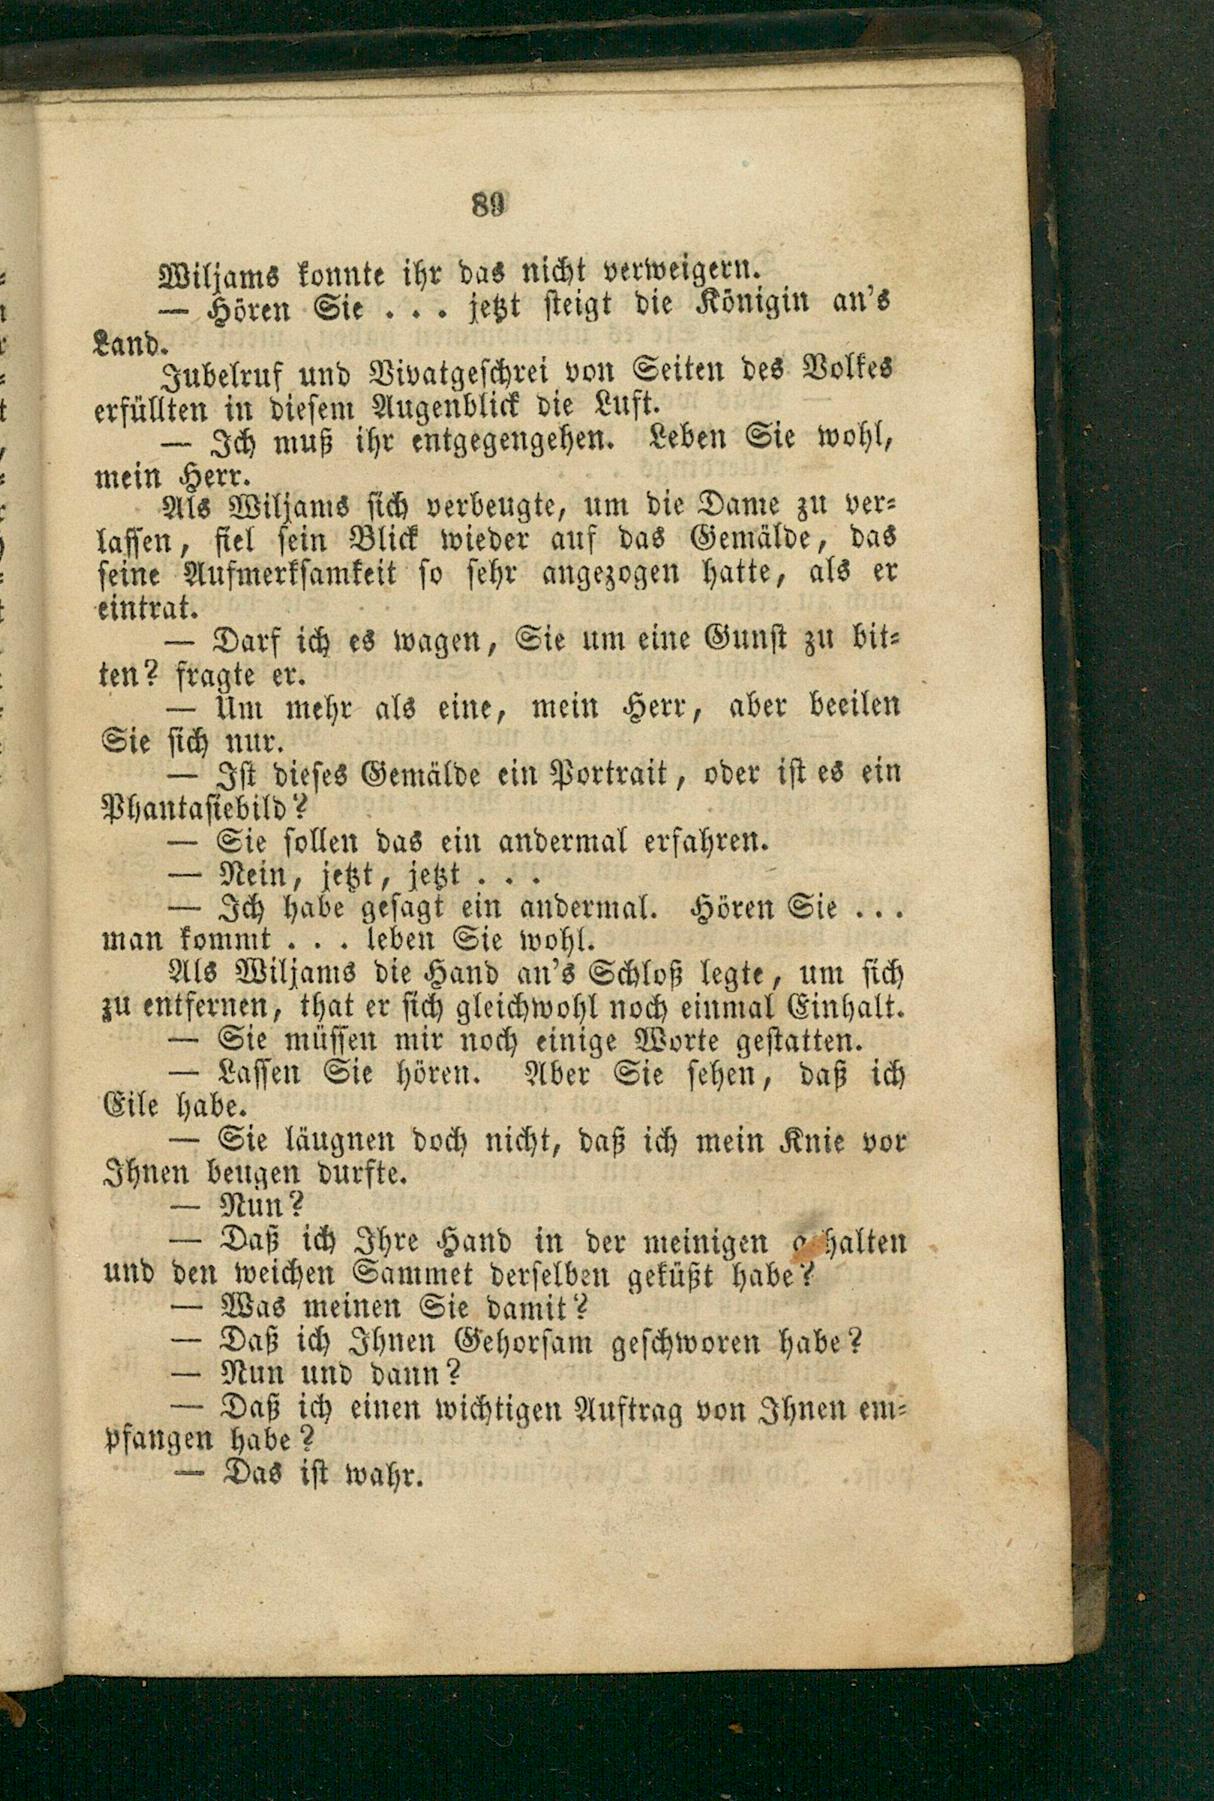 89
Wiljams konnte ihr das nicht verweigern.
— Hören Sie . . . jetzt steigt die Königin an's
Land.
Jubelruf und Vivatgeschrei von Seiten des Volkes
erfüllten in diesem Augenblick die Luft.
— Ich muß ihr entgegengehen. Leben Sie wohl,
mein Herr.
Als Wiljams sich verbeugte, um die Dame zu ver-
lassen, fiel sein Blick wieder auf das Gemälde, das
seine Aufmerksamkeit so sehr angezogen hatte, als er
eintrat.
— Darf ich es wagen, Sie um eine Gunst zu bit-
ten? fragte er.
— Um mehr als eine, mein Herr, aber beeilen
Sie sich nur.
— Ist dieses Gemälde ein Portrait, oder ist es ein
Phantasiebild?
— Sie sollen das ein andermal erfahren.
— Nein, jetzt, jetzt . . .
— Ich habe gesagt ein andermal. Hören Sie . . .
man kommt . . . leben Sie wohl.
Als Wiljams die Hand an's Schloß legte, um sich
zu entfernen, that er sich gleichwohl noch einmal Einhalt.
— Sie müssen mir noch einige Worte gestatten.
— Lassen Sie hören. Aber Sie sehen, daß ich
Eile habe.
— Sie läugnen doch nicht, daß ich mein Knie vor
Ihnen beugen durfte.
— Nun?
— Daß ich Ihre Hand in der meinigen gehalten
und den weichen Sammet derselben geküßt habe?
— Was meinen Sie damit?
— Daß ich Ihnen Gehorsam geschworen habe?
— Nun und dann?
— Daß ich einen wichtigen Auftrag von Ihnen em-
pfangen habe?
— Das ist wahr.